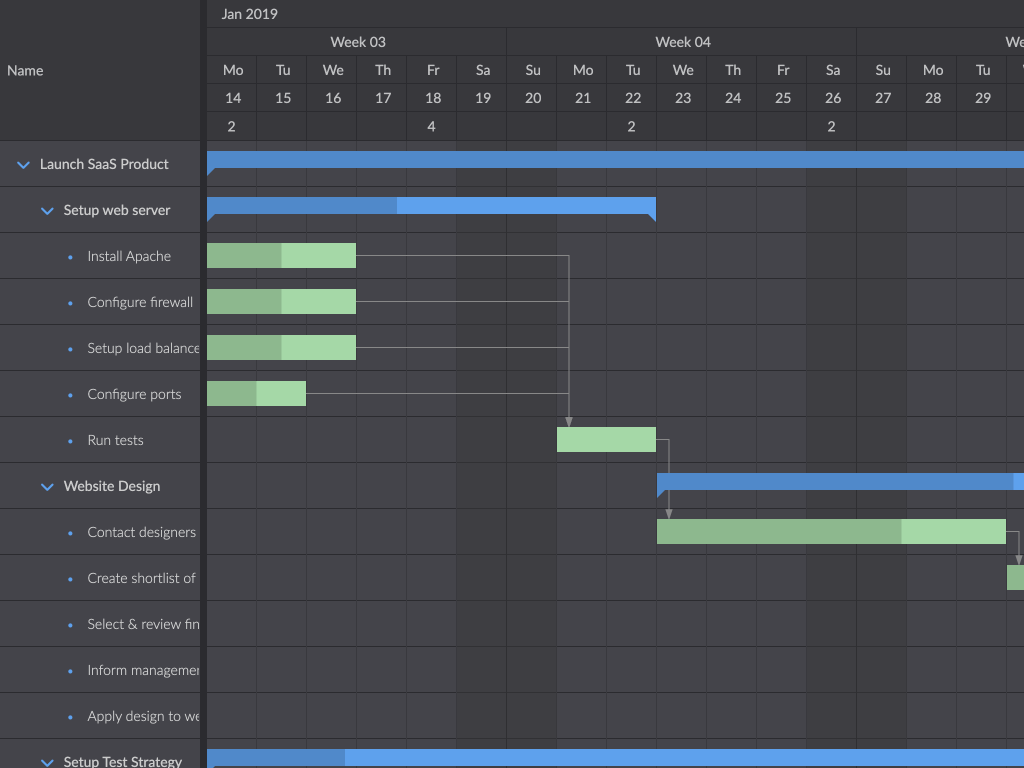 Jan 2019
Week 03 Week 04 We
Name
Mo Tu We Th Fr Sa Su Mo Tu We Th Fr Sa Su Mo Tu
14 15 16 17 18 19 20 21 22 23 24 25 26 27 28 29
2 4 2 2
Launch SaaS Product
Setup web server
Install Apache
Configure firewall
Setup load balance
Configure ports
Run tests
Website Design
Contact designers
Create shortlist of
Select & review fin
Inform managemen
Apply design to we
Setup Test Strategy